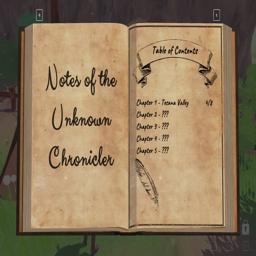 Notes of the
Unknown
Chronicler
Table of Contents
Chapter 1 - Tezana Valley 4/8
Chapter 2 - ???
Chapter 3 - ???
Chapter 4 - ???
Chapter 5 - ???